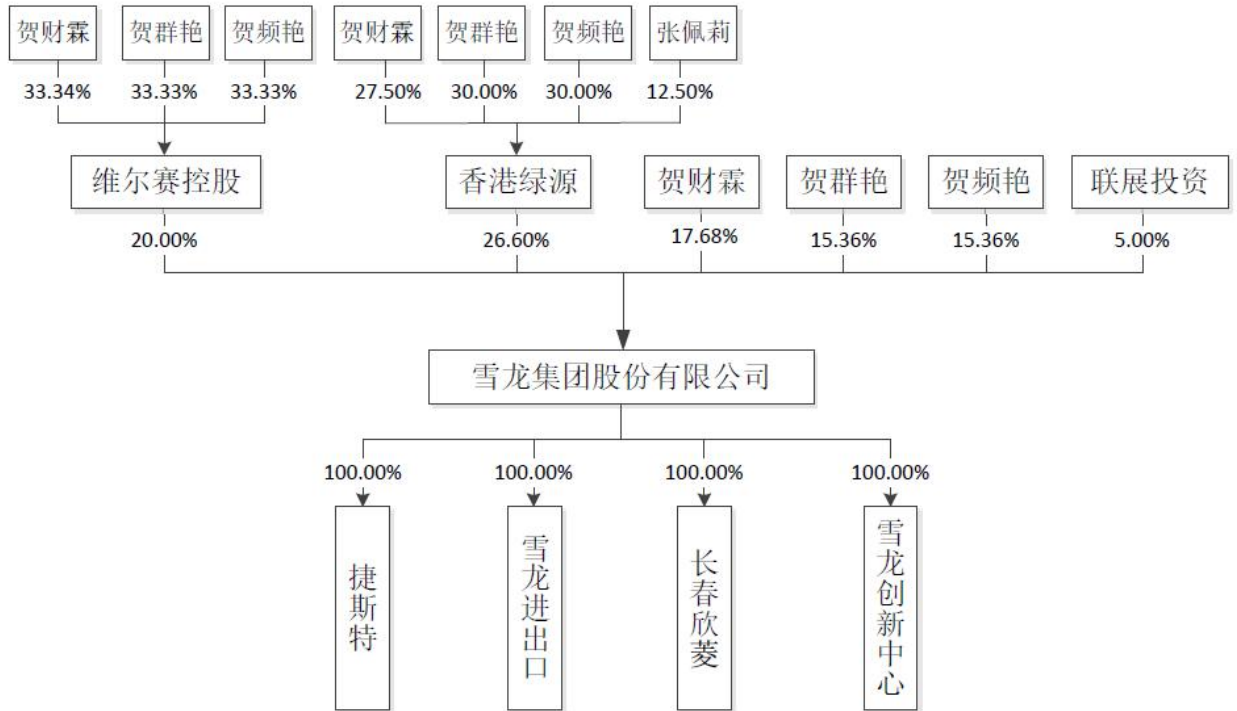 贺财霖 贺群艳 贺频艳 贺财霖 贺群艳 贺频艳 张佩莉
33.34% 33.33% 33.33% 27.50% 30.00% 30.00% 12.50%
维尔赛控股 香港绿源 贺财霖 贺群艳 贺频艳 联展投资
20.00% 26.60% 17.68% 15.36% 15.36% 5.00%
雪龙集团股份有限公司
100.00% 100.00% 100.00% 100.00%
捷斯特
雪龙进出口
长春欣菱
雪龙创新中心